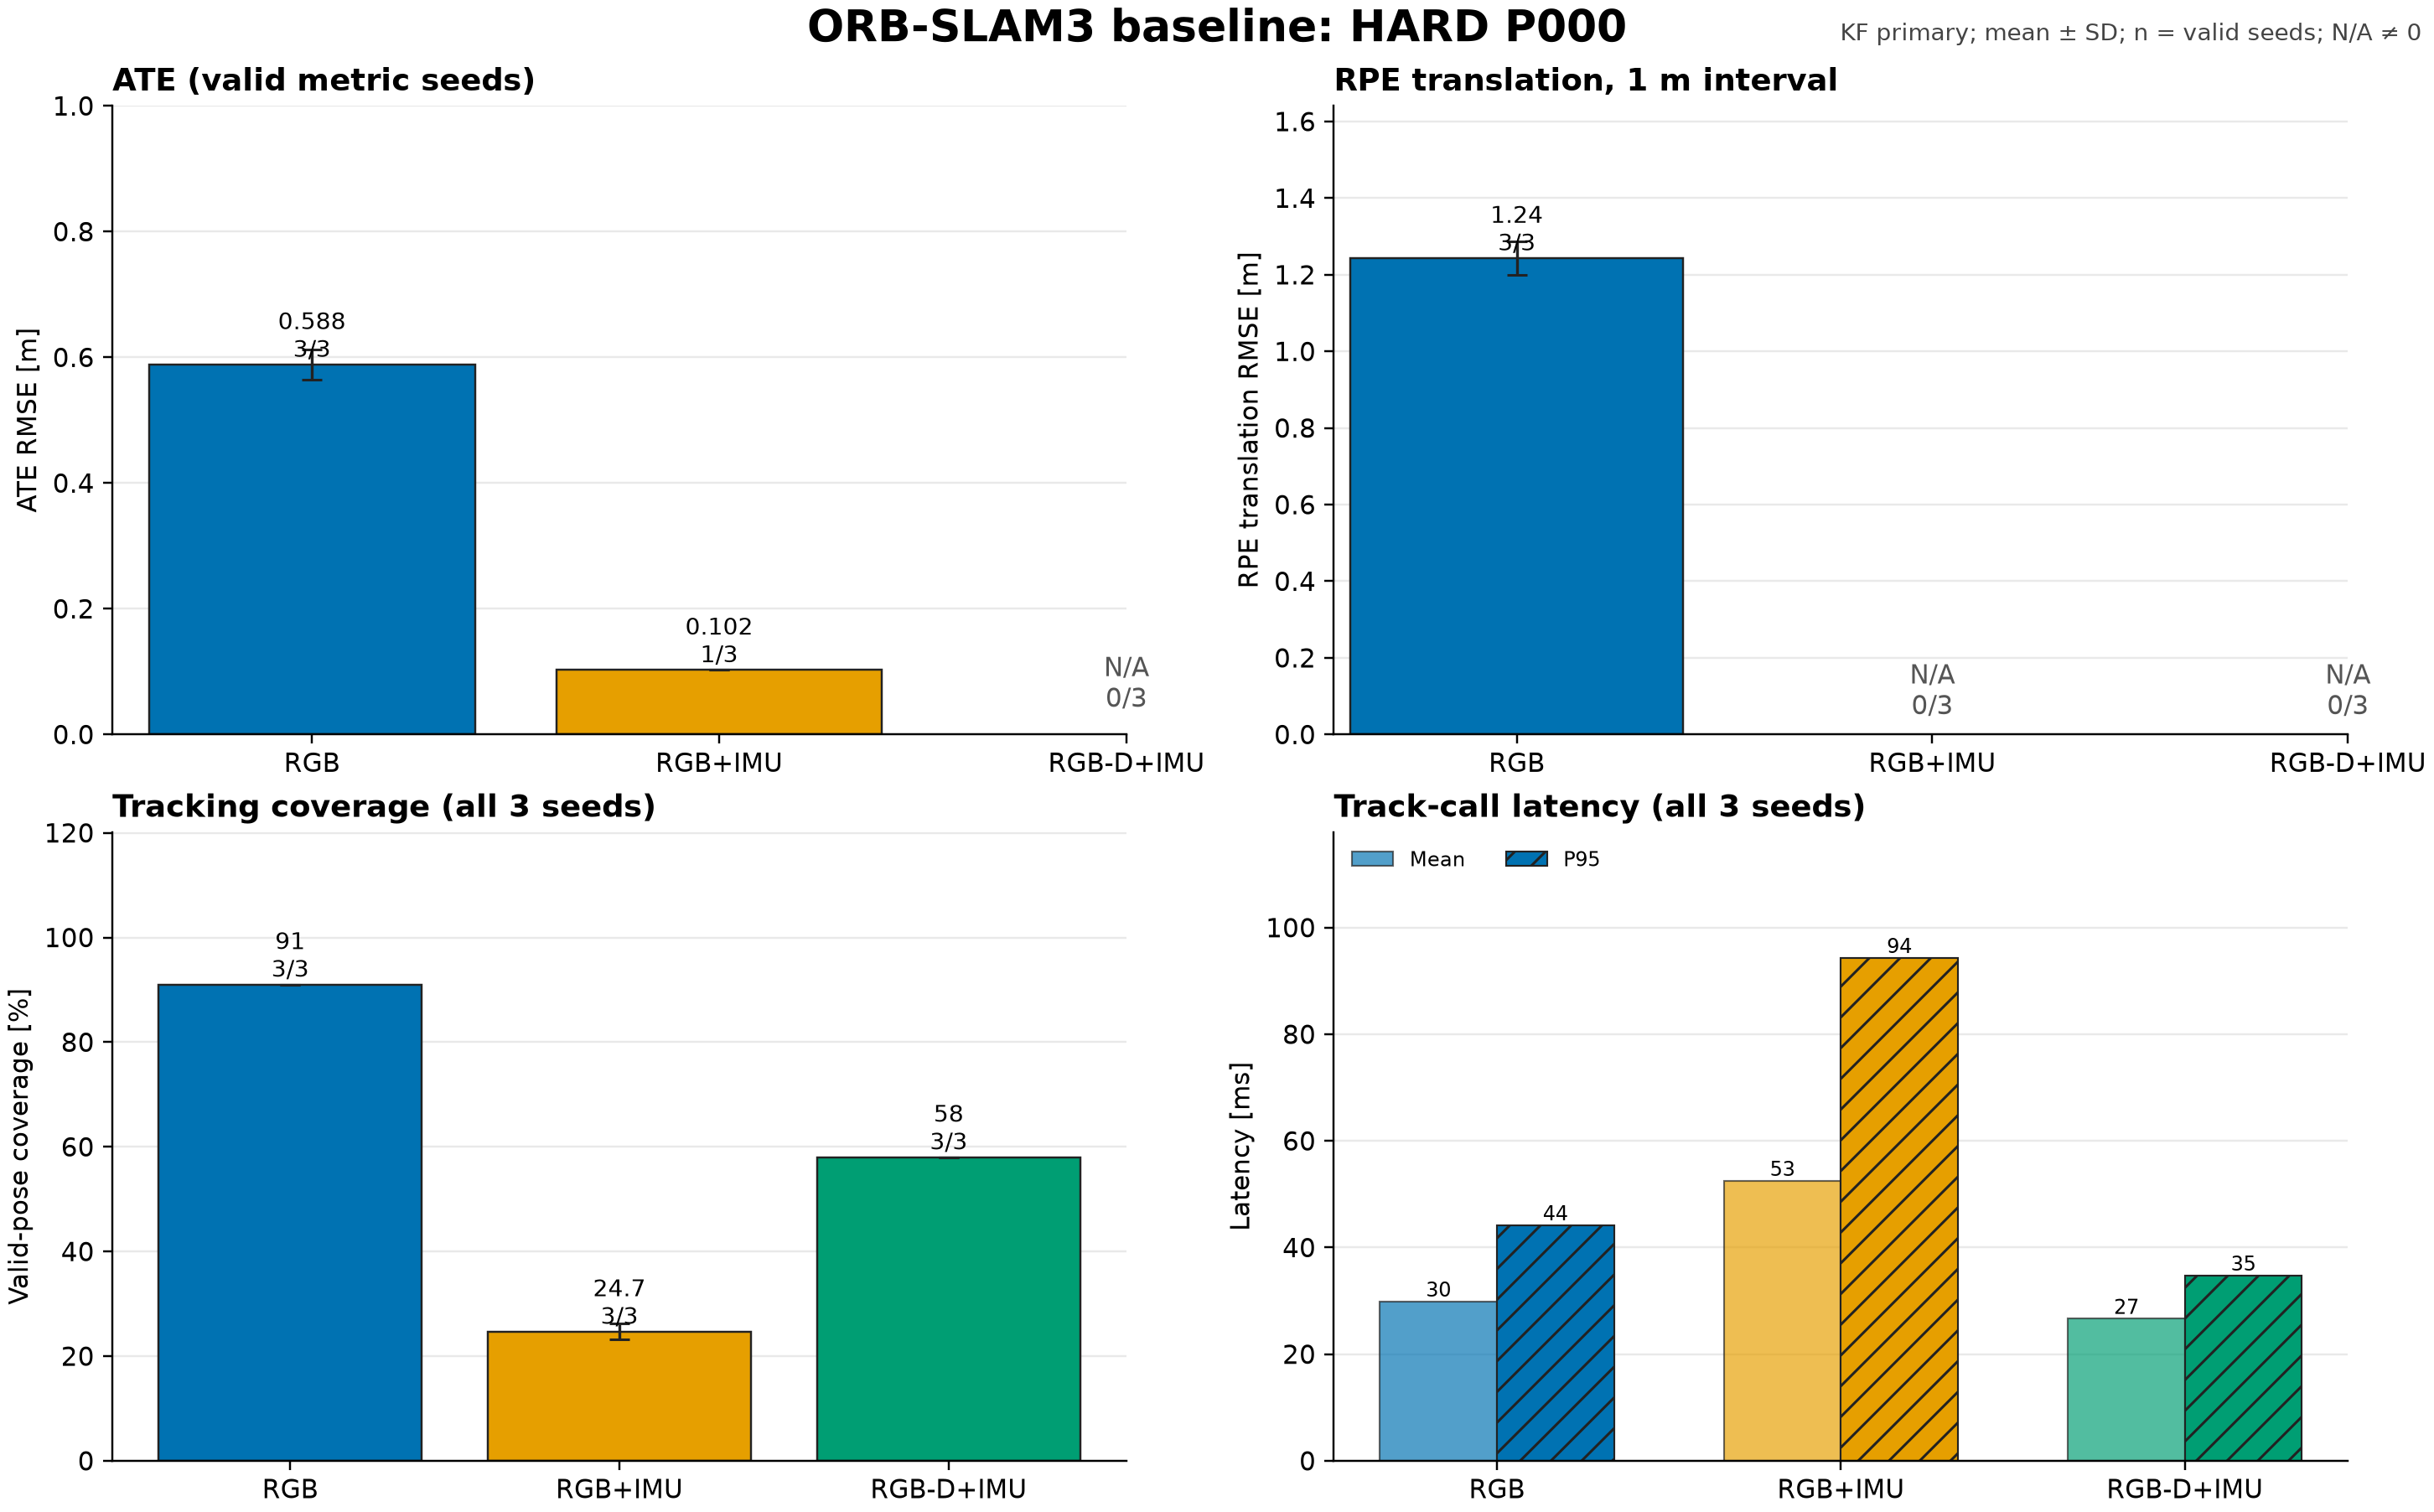 ORB-SLAM3 baseline: HARD P000
KF primary; mean ± SD; n = valid seeds; N/A ≠ 0
ATE (valid metric seeds)
ATE RMSE [m]
1.0
0.8
0.6
0.4
0.2
0.0
0.588
3/3
0.102
1/3
N/A
0/3
RGB
RGB+IMU
RGB-D+IMU
RPE translation, 1 m interval
RPE translation RMSE [m]
1.6
1.4
1.2
1.0
0.8
0.6
0.4
0.2
0.0
1.24
3/3
N/A
0/3
N/A
0/3
RGB
RGB+IMU
RGB-D+IMU
Tracking coverage (all 3 seeds)
Valid-pose coverage [%]
120
100
80
60
40
20
0
91
3/3
24.7
3/3
58
3/3
RGB
RGB+IMU
RGB-D+IMU
Track-call latency (all 3 seeds)
Mean
P95
Latency [ms]
100
80
60
40
20
0
30
44
53
94
27
35
RGB
RGB+IMU
RGB-D+IMU